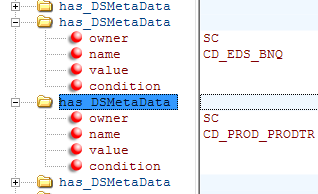 has_DSMetaData
has_DSMetaData
owner SC
name CD_EDS_BNQ
value
condition
has_DSMetaData
owner SC
name CD_PROD_PRODTR
value
condition
has_DSMetaData